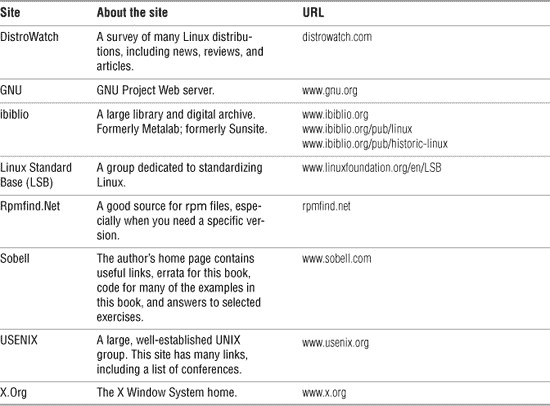 Site About the site URL
DistroWatch A survey of many Linux distribu- distrowatch.com
tions, including news, reviews, and
articles.
GNU GNU Project Web server. www.gnu.org
ibiblio A large library and digital archive. www.ibiblio.org
Formerly Metalab; formerly Sunsite. www.ibiblio.org/pub/linux
www.ibiblio.org/pub/historic-linux
Linux Standard A group dedicated to standardizing www.linuxfoundation.org/en/LSB
Base (LSB) Linux.
Rpmfind.Net A good source for rpm files, espe- rpmfind.net
cially when you need a specific ver-
sion.
Sobell The author's home page contains www.sobell.com
useful links, errata for this book,
code for many of the examples in
this book, and answers to selected
exercises.
USENIX A large, well-established UNIX www.usenix.org
group. This site has many links,
including a list of conferences.
X.Org The X Window System home. www.x.org